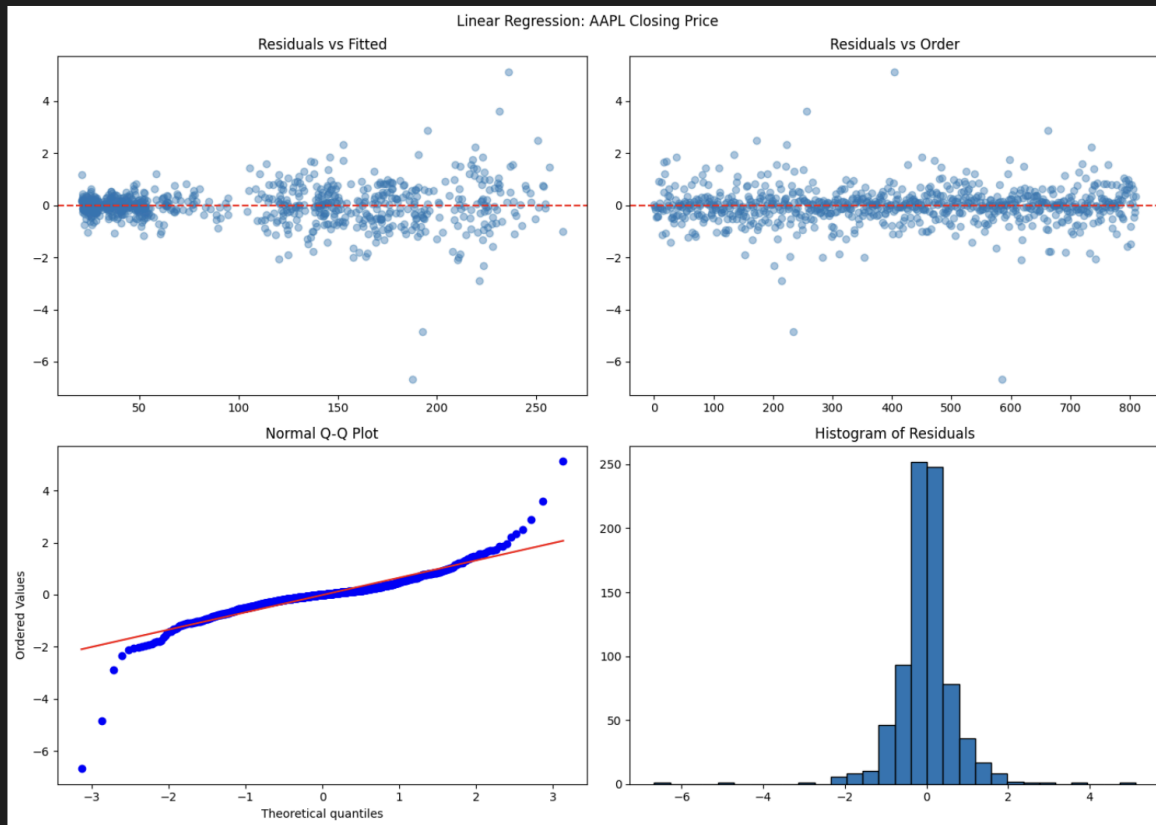 Linear Regression: AAPL Closing Price
Residuals vs Fitted
4
2
0
−2
−4
−6
50 100 150 200 250
Residuals vs Order
4
2
0
−2
−4
−6
0 100 200 300 400 500 600 700 800
Normal Q-Q Plot
Ordered Values
4
2
0
−2
−4
−6
−3 −2 −1 0 1 2 3
Theoretical quantiles
Histogram of Residuals
250
200
150
100
50
0
−6 −4 −2 0 2 4